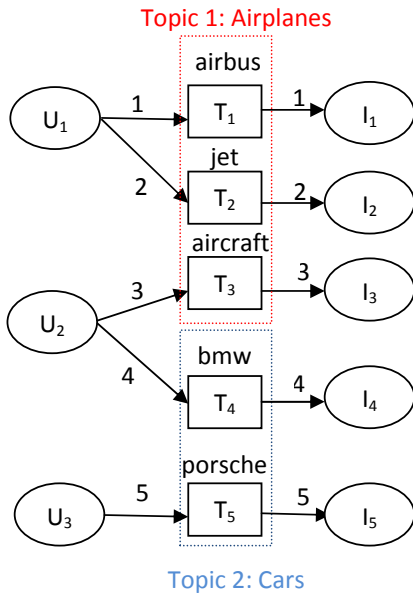 Topic 1: Airplanes
airbus
U1 1 T1 1 I1
jet
2 T2 2 I2
aircraft
3 T3 3 I3
U2
bmw
4 T4 4 I4
porsche
U3 5 T5 5 I5
Topic 2: Cars